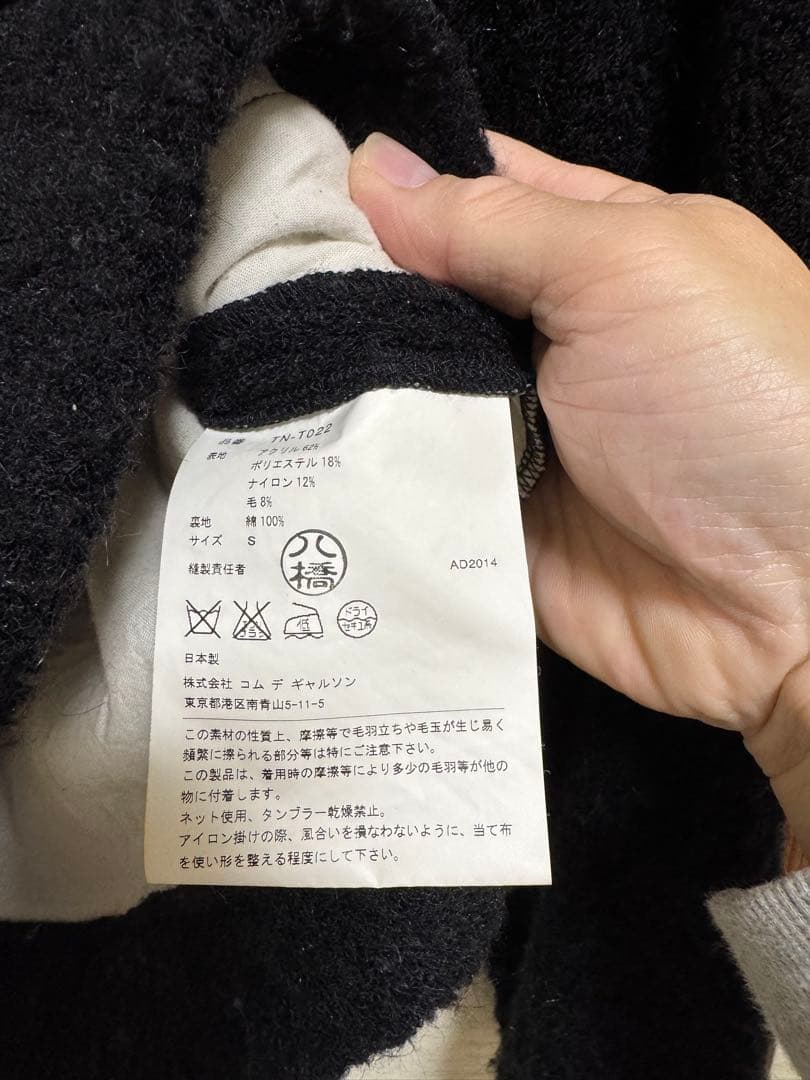 品番 TN-T022
表地 アクリル 62%
ポリエステル 18%
ナイロン 12%
毛 8%
裏地 綿 100%
サイズ S
縫製責任者 八橋 AD2014
低 ドライ セキユ系
日本製
株式会社 コム デ ギャルソン
東京都港区南青山5-11-5
この素材の性質上、摩擦等で毛羽立ちや毛玉が生じ易く
頻繁に擦られる部分等は特にご注意下さい。
この製品は、着用時の摩擦等により多少の毛羽等が他の
物に付着します。
ネット使用、タンブラー乾燥禁止。
アイロン掛けの際、風合いを損なわないように、当て布
を使い形を整える程度にして下さい。